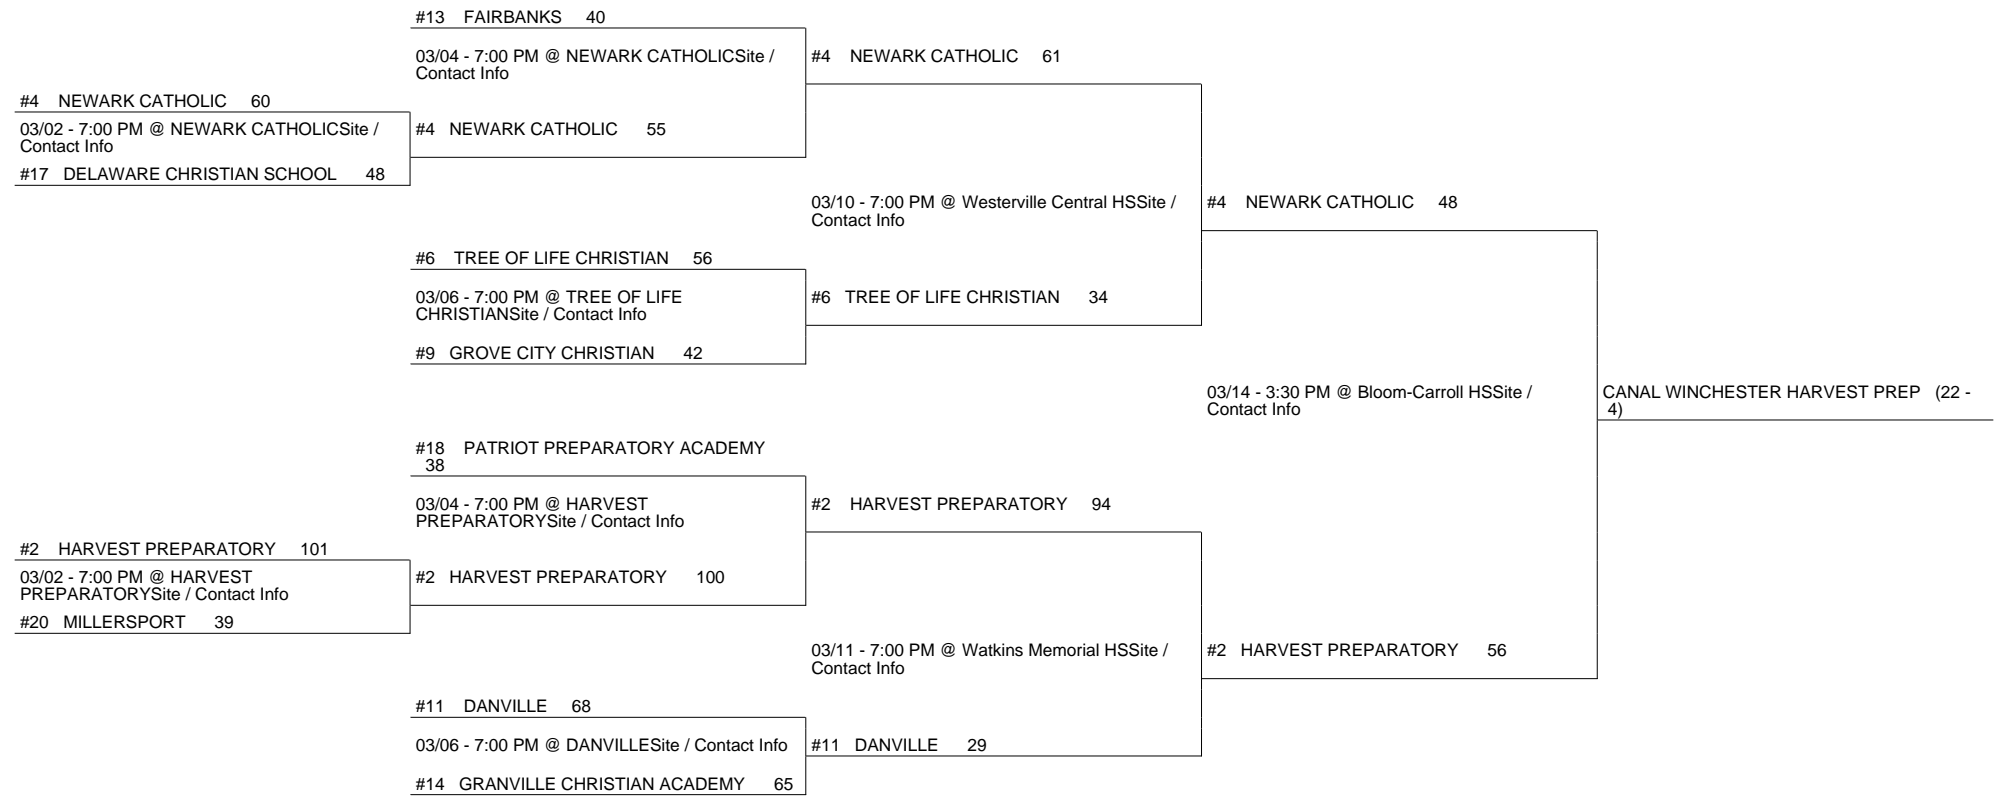 #13 FAIRBANKS 40
03/04 - 7:00 PM @ NEWARK CATHOLICSite /
Contact Info
#4 NEWARK CATHOLIC 61
#4 NEWARK CATHOLIC 60
03/02 - 7:00 PM @ NEWARK CATHOLICSite /
Contact Info
#4 NEWARK CATHOLIC 55
#17 DELAWARE CHRISTIAN SCHOOL 48
03/10 - 7:00 PM @ Westerville Central HSSite /
Contact Info
#4 NEWARK CATHOLIC 48
#6 TREE OF LIFE CHRISTIAN 56
03/06 - 7:00 PM @ TREE OF LIFE
CHRISTIANSite / Contact Info
#6 TREE OF LIFE CHRISTIAN 34
#9 GROVE CITY CHRISTIAN 42
03/14 - 3:30 PM @ Bloom-Carroll HSSite /
Contact Info
CANAL WINCHESTER HARVEST PREP (22 -
4)
#18 PATRIOT PREPARATORY ACADEMY
38
03/04 - 7:00 PM @ HARVEST
PREPARATORYSite / Contact Info
#2 HARVEST PREPARATORY 94
#2 HARVEST PREPARATORY 101
03/02 - 7:00 PM @ HARVEST
PREPARATORYSite / Contact Info
#2 HARVEST PREPARATORY 100
#20 MILLERSPORT 39
03/11 - 7:00 PM @ Watkins Memorial HSSite /
Contact Info
#2 HARVEST PREPARATORY 56
#11 DANVILLE 68
03/06 - 7:00 PM @ DANVILLESite / Contact Info
#11 DANVILLE 29
#14 GRANVILLE CHRISTIAN ACADEMY 65